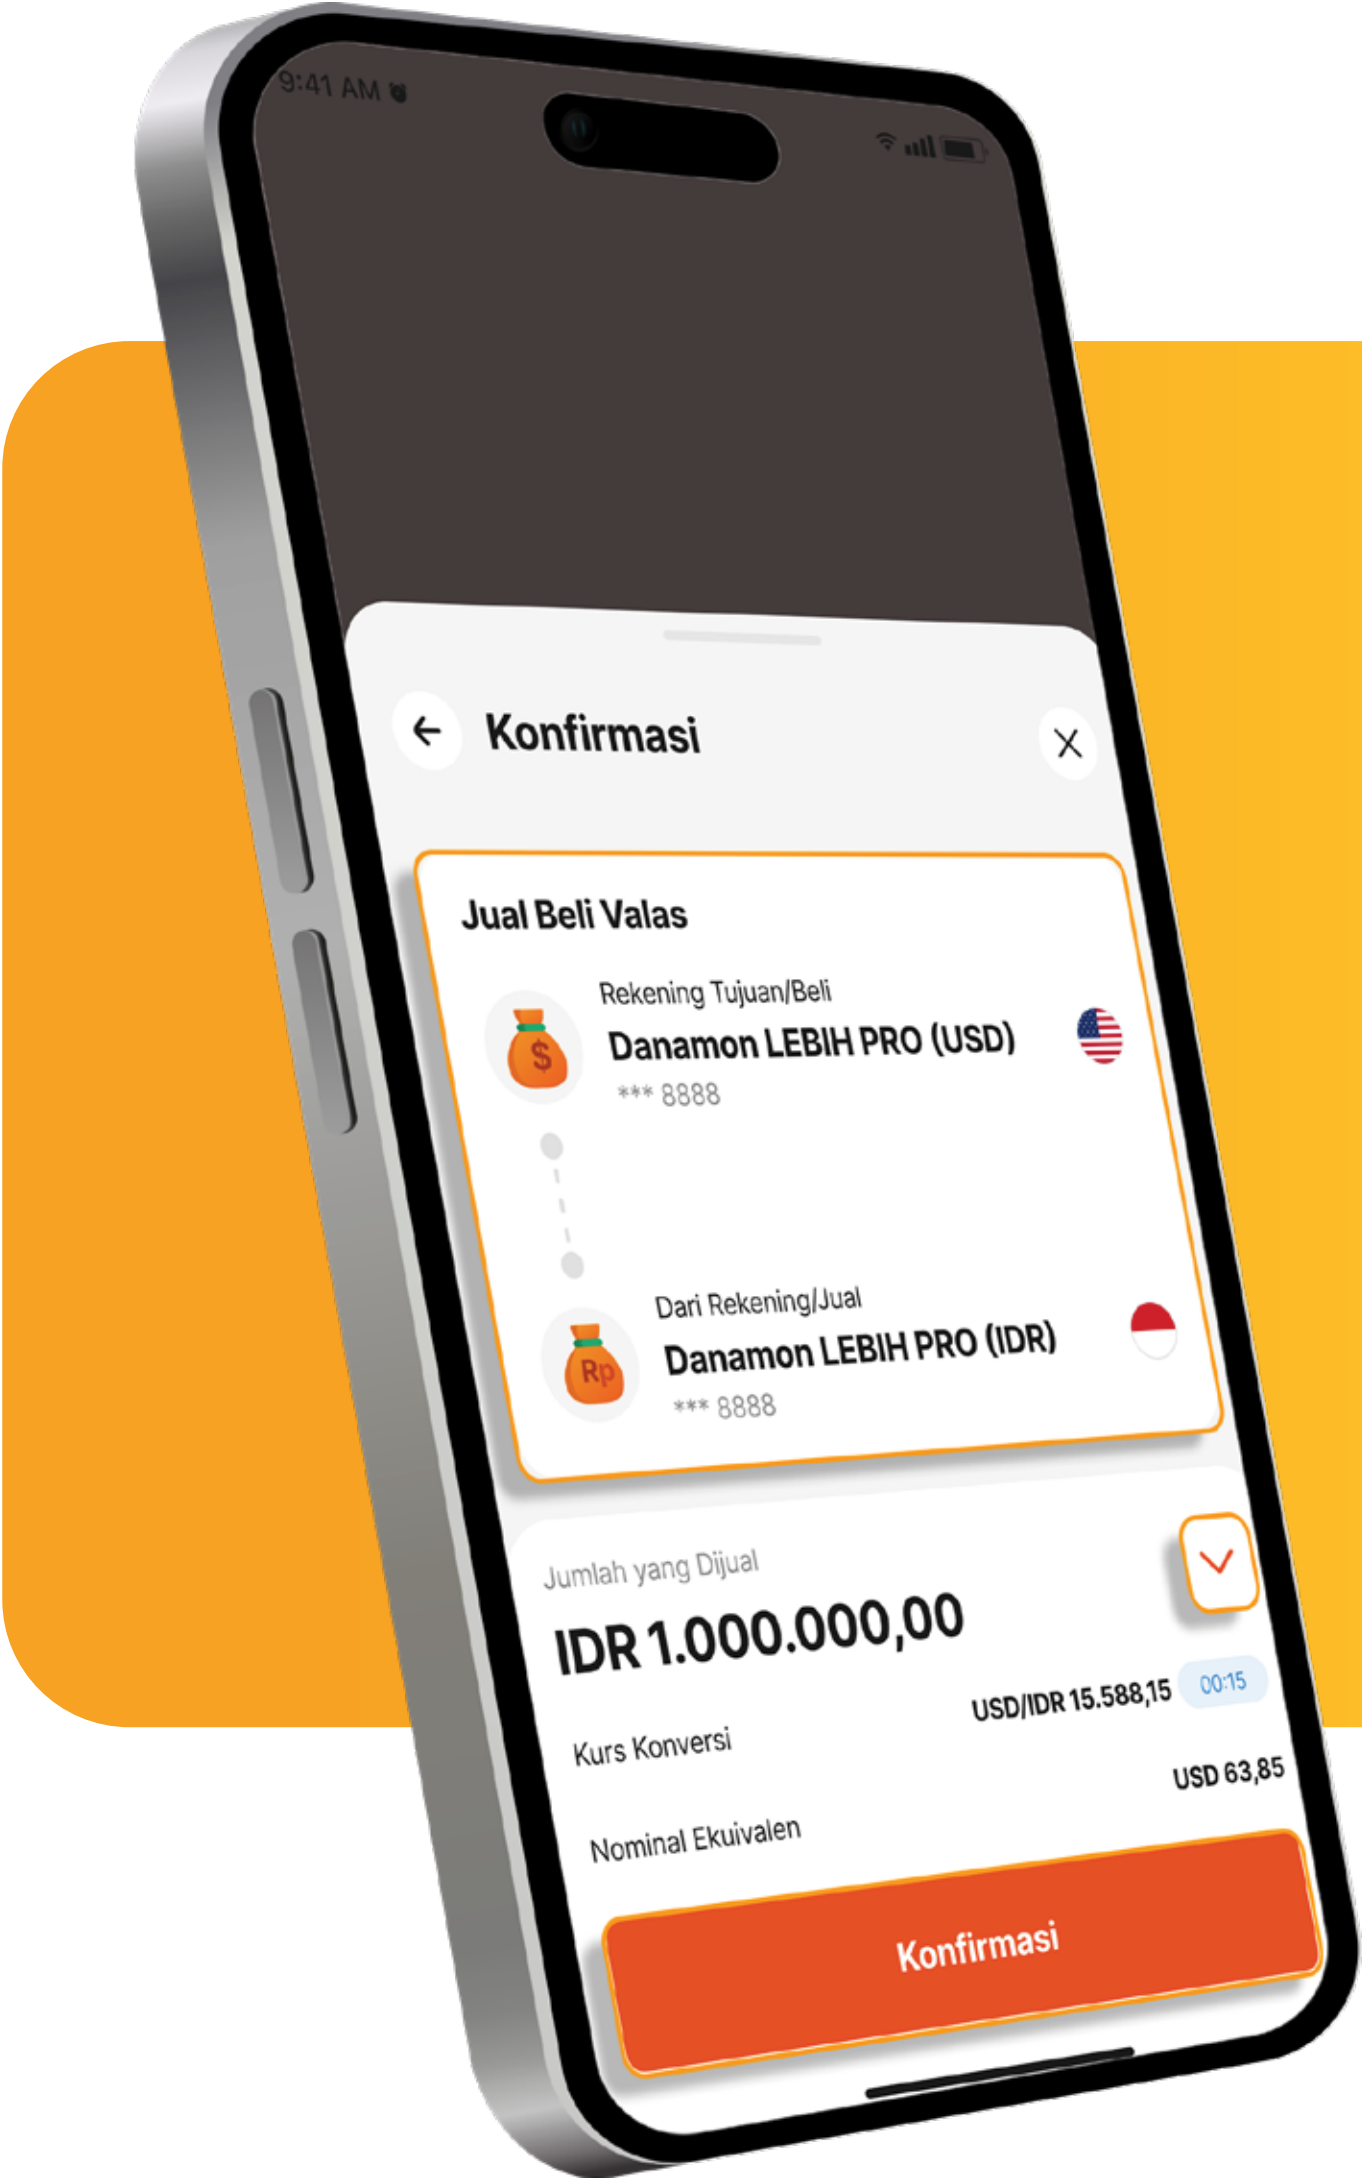 9:41 AM
Konfirmasi
Jual Beli Valas
Rekening Tujuan/Beli
$
Danamon LEBIH PRO (USD)
*** 8888
Dari Rekening/Jual
Rp
Danamon LEBIH PRO (IDR)
*** 8888
Jumlah yang Dijual
IDR 1.000.000,00
Kurs Konversi
USD/IDR 15.588,15 00:15
Nominal Ekuivalen
USD 63,85
Konfirmasi